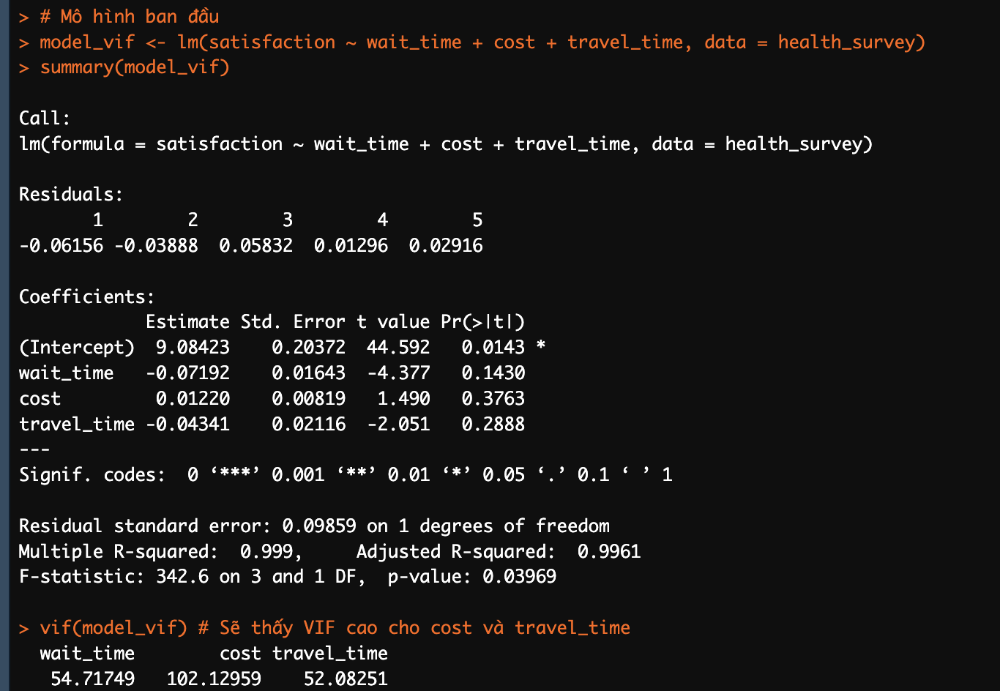 > # Mô hình ban đầu
> model_vif <- lm(satisfaction ~ wait_time + cost + travel_time, data = health_survey)
> summary(model_vif)
Call:
lm(formula = satisfaction ~ wait_time + cost + travel_time, data = health_survey)
Residuals:
       1        2        3        4        5
-0.06156 -0.03888  0.05832  0.01296  0.02916
Coefficients:
            Estimate Std. Error t value Pr(>|t|)
(Intercept)  9.08423    0.20372  44.592   0.0143 *
wait_time   -0.07192    0.01643  -4.377   0.1430
cost         0.01220    0.00819   1.490   0.3763
travel_time -0.04341    0.02116  -2.051   0.2888
---
Signif. codes:  0 ‘***’ 0.001 ‘**’ 0.01 ‘*’ 0.05 ‘.’ 0.1 ‘ ’ 1
Residual standard error: 0.09859 on 1 degrees of freedom
Multiple R-squared:  0.999,	Adjusted R-squared:  0.9961
F-statistic: 342.6 on 3 and 1 DF,  p-value: 0.03969
> vif(model_vif) # Sẽ thấy VIF cao cho cost và travel_time
  wait_time        cost travel_time
   54.71749   102.12959    52.08251